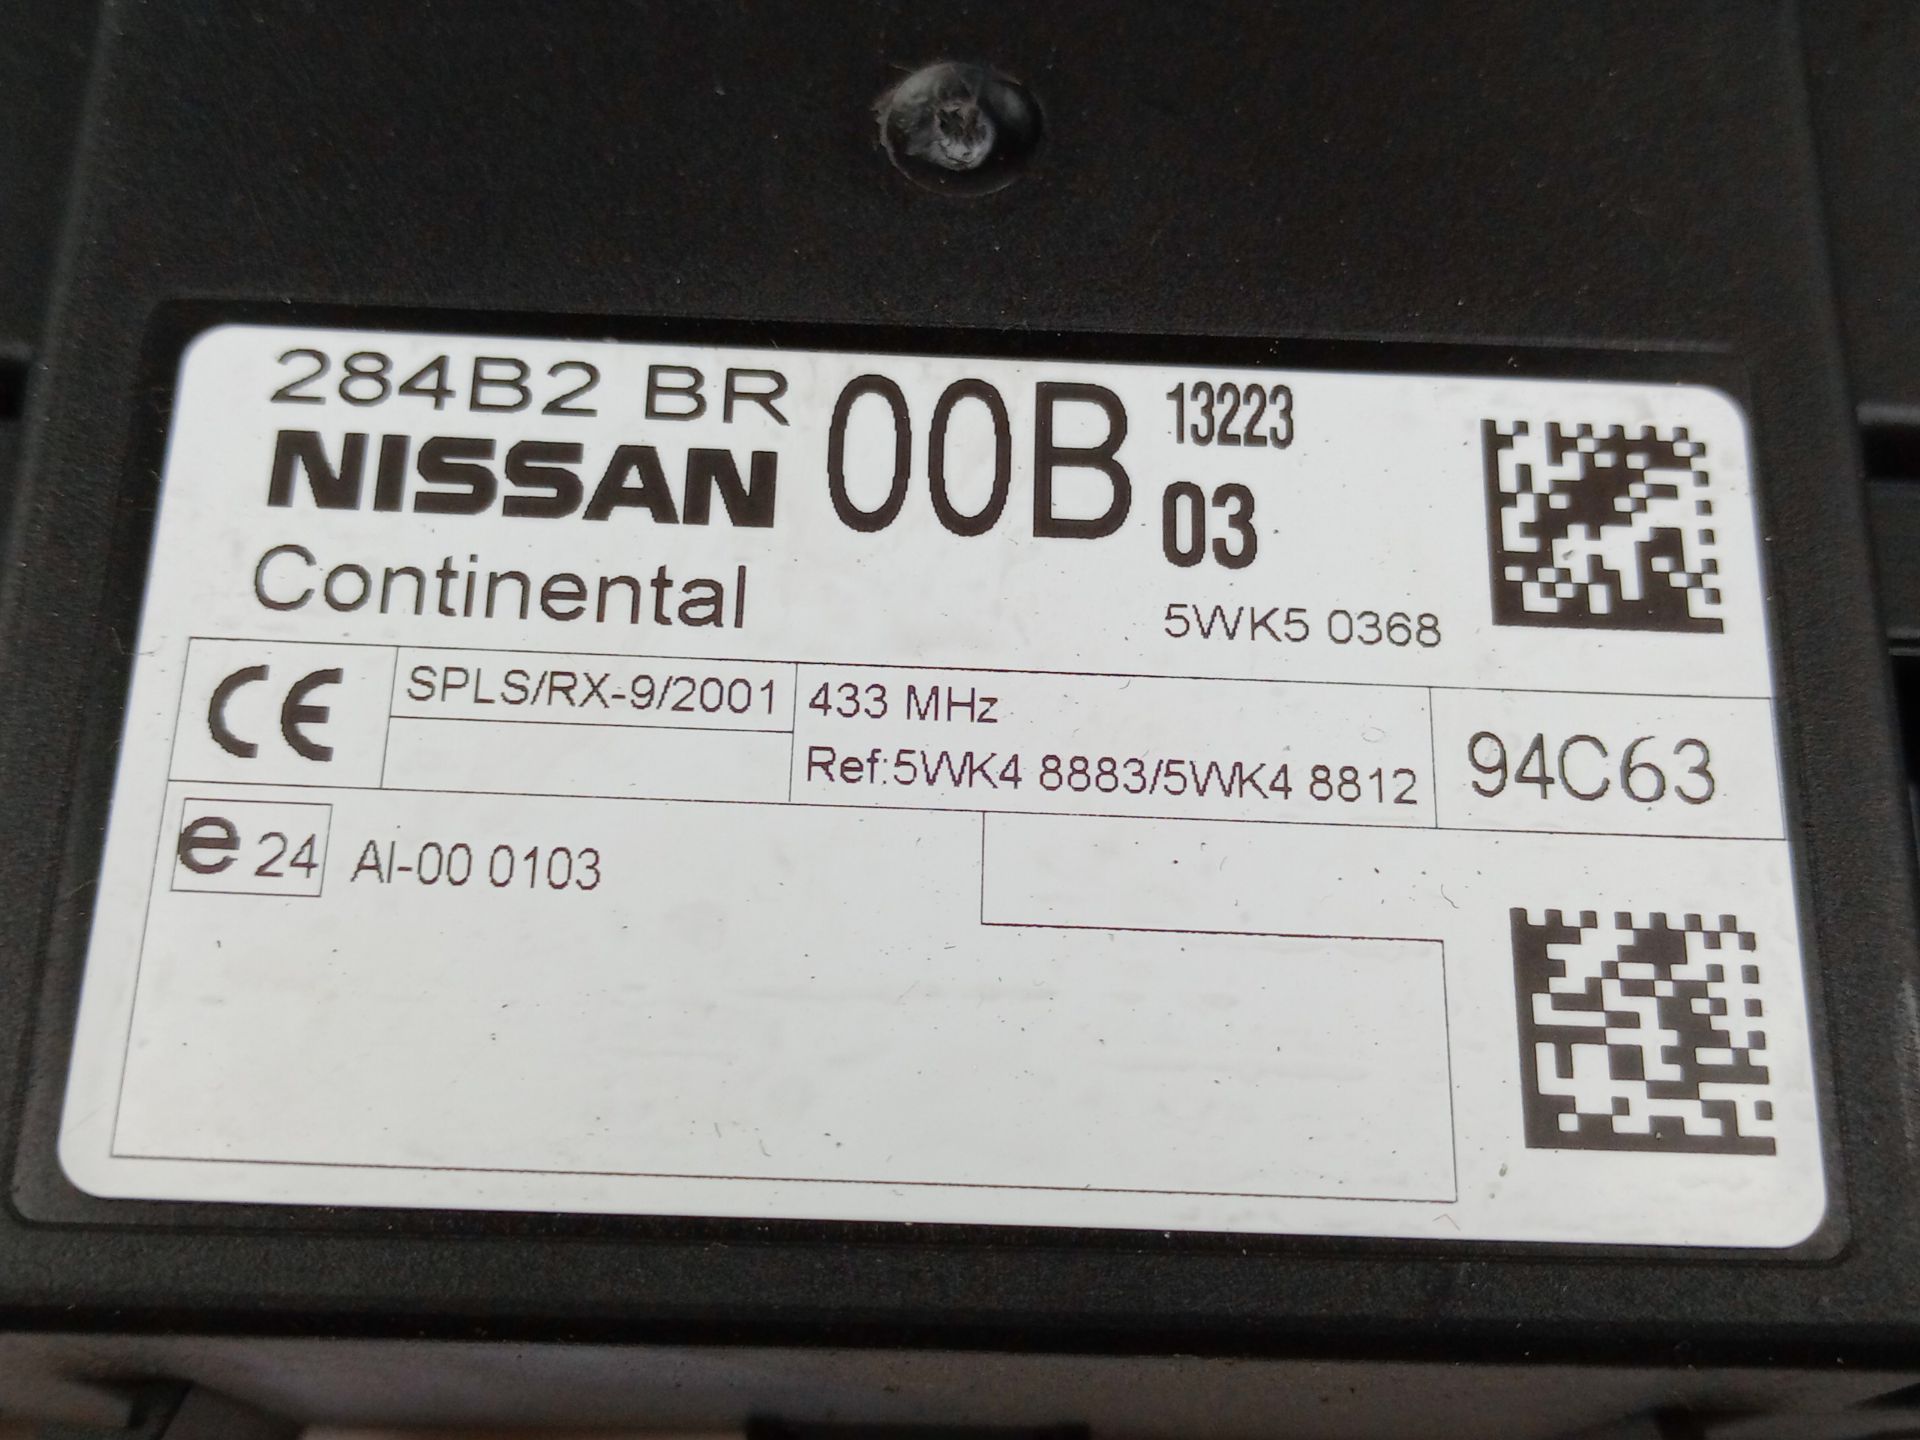 284B2 BR 00B 13223
NISSAN 03
Continental
5WK5 0368
CE SPLS/RX-9/2001 433 MHz
Ref:5WK4 8883/5WK4 8812 94C63
e 24 AI-00 0103